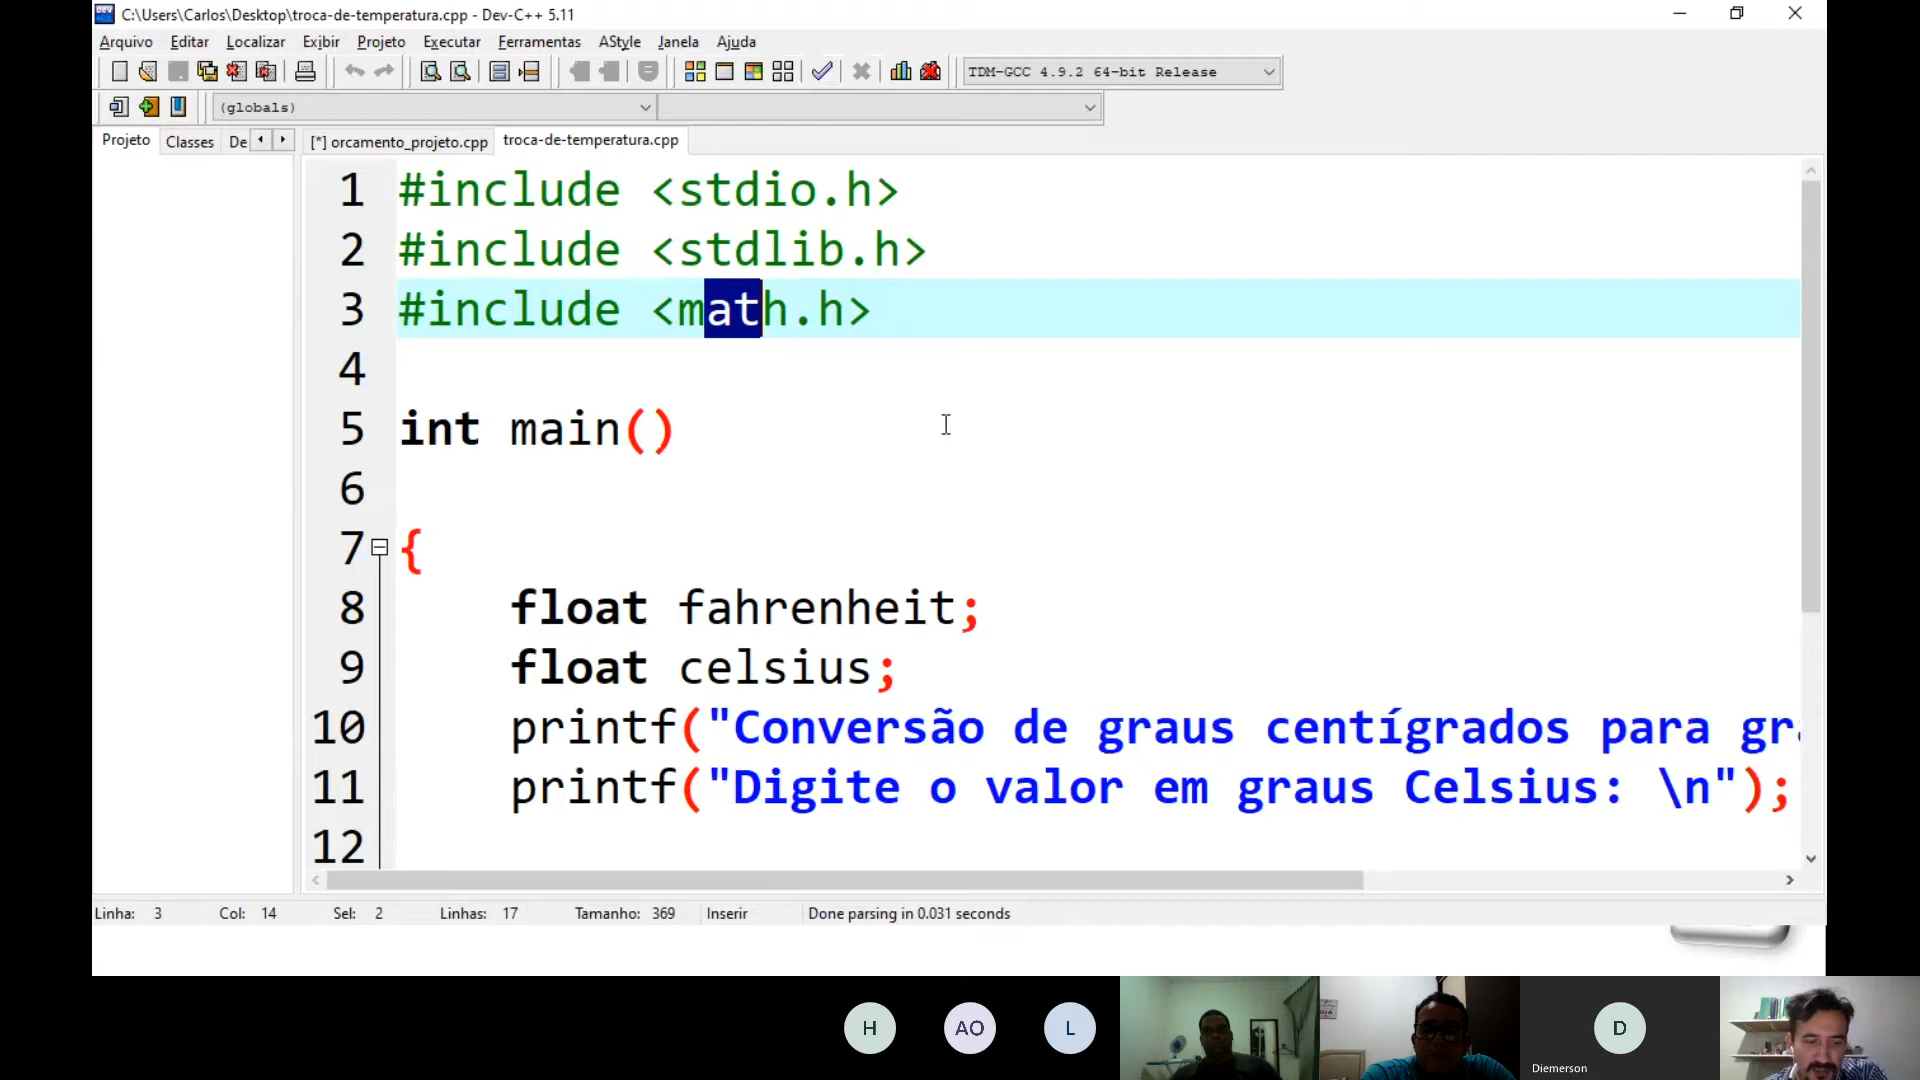 C:\Users\Carlos\Desktop\troca-de-temperatura.cpp - Dev-C++ 5.11
Arquivo Editar Localizar Exibir Projeto Executar Ferramentas AStyle Janela Ajuda
TDM-GCC 4.9.2 64-bit Release
(globals)
Projeto Classes De [*] orcamento_projeto.cpp troca-de-temperatura.cpp
1 #include <stdio.h>
2 #include <stdlib.h>
3 #include <math.h>
4
5 int main()
6
7 {
8 float fahrenheit;
9 float celsius;
10 printf("Conversão de graus centígrados para gra
11 printf("Digite o valor em graus Celsius: \n");
12
Linha: 3 Col: 14 Sel: 2 Linhas: 17 Tamanho: 369 Inserir Done parsing in 0.031 seconds
H AO L D
Diemerson